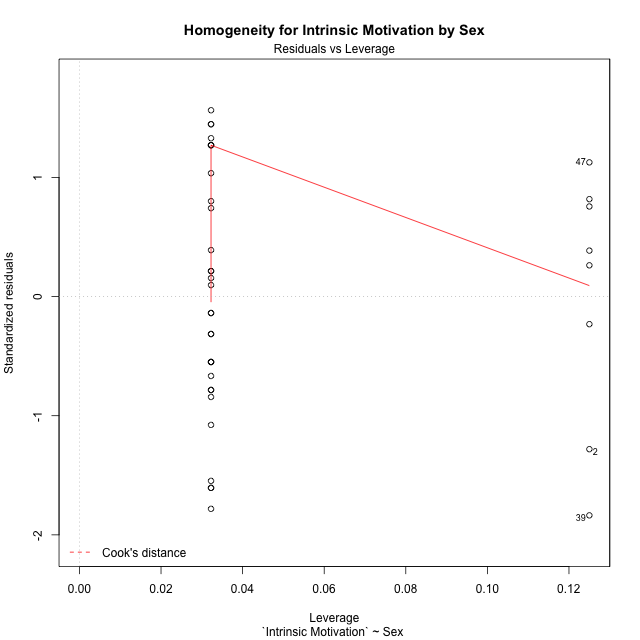 Homogeneity for Intrinsic Motivation by Sex
Residuals vs Leverage
Standardized residuals
1
0
-1
-2
47
2
39
Cook's distance
0.00 0.02 0.04 0.06 0.08 0.10 0.12
Leverage
`Intrinsic Motivation` ~ Sex